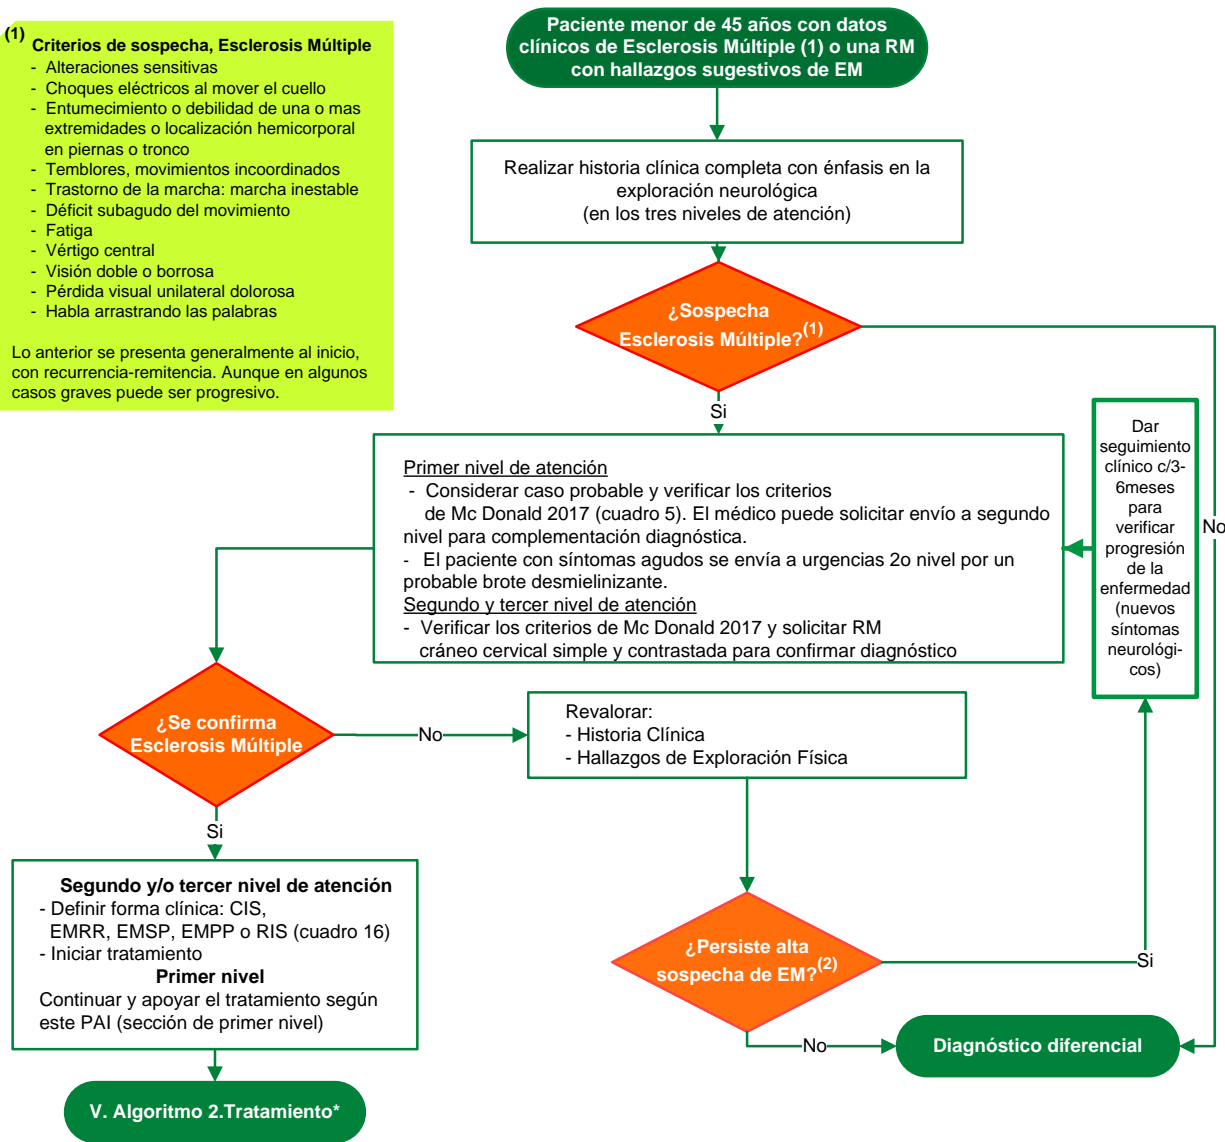 (1)
Criterios de sospecha, Esclerosis Múltiple
- Alteraciones sensitivas
- Choques eléctricos al mover el cuello
- Entumecimiento o debilidad de una o mas
extremidades o localización hemicorporal
en piernas o tronco
- Temblores, movimientos incoordinados
- Trastorno de la marcha: marcha inestable
- Déficit subagudo del movimiento
- Fatiga
- Vértigo central
- Visión doble o borrosa
- Pérdida visual unilateral dolorosa
- Habla arrastrando las palabras
Lo anterior se presenta generalmente al inicio,
con recurrencia-remitencia. Aunque en algunos
casos graves puede ser progresivo.
Paciente menor de 45 años con datos
clínicos de Esclerosis Múltiple (1) o una RM
con hallazgos sugestivos de EM
Realizar historia clínica completa con énfasis en la
exploración neurológica
(en los tres niveles de atención)
¿Sospecha
Esclerosis Múltiple?(1)
Si
No
Primer nivel de atención
- Considerar caso probable y verificar los criterios
de Mc Donald 2017 (cuadro 5). El médico puede solicitar envío a segundo
nivel para complementación diagnóstica.
- El paciente con síntomas agudos se envía a urgencias 2o nivel por un
probable brote desmielinizante.
Segundo y tercer nivel de atención
- Verificar los criterios de Mc Donald 2017 y solicitar RM
cráneo cervical simple y contrastada para confirmar diagnóstico
Dar
seguimiento
clínico c/3-
6meses
para
verificar
progresión
de la
enfermedad
(nuevos
síntomas
neurológi-
cos)
¿Se confirma
Esclerosis Múltiple
No
Revalorar:
- Historia Clínica
- Hallazgos de Exploración Física
Si
Segundo y/o tercer nivel de atención
- Definir forma clínica: CIS,
EMRR, EMSP, EMPP o RIS (cuadro 16)
- Iniciar tratamiento
Primer nivel
Continuar y apoyar el tratamiento según
este PAI (sección de primer nivel)
¿Persiste alta
sospecha de EM?(2)
Si
No
Diagnóstico diferencial
V. Algoritmo 2.Tratamiento*